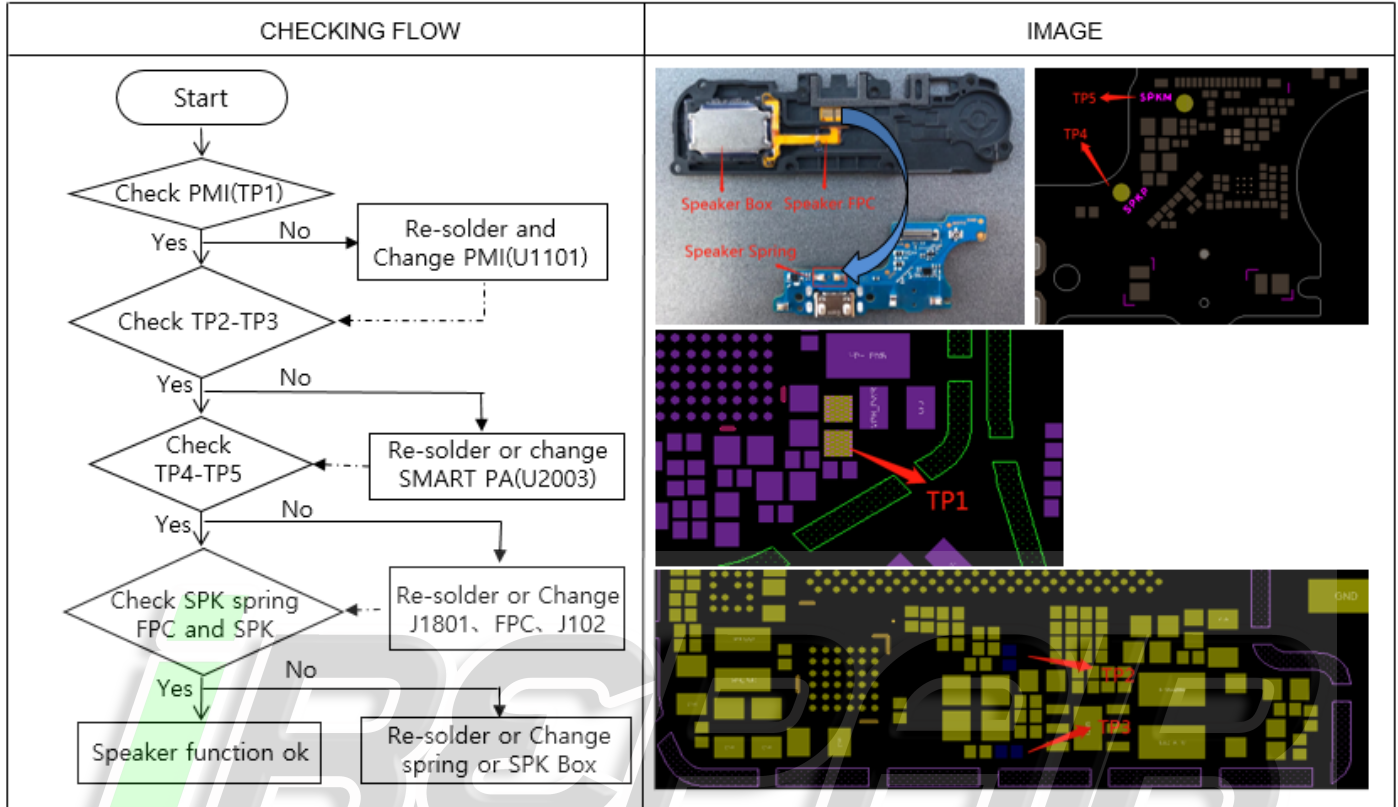 CHECKING FLOW
IMAGE
Start
Check PMI(TP1)
Yes
No
Re-solder and
Change PMI(U1101)
Check TP2-TP3
Yes
No
Check
TP4-TP5
Re-solder or change
SMART PA(U2003)
Yes
No
Check SPK spring
FPC and SPK
Re-solder or Change
J1801、FPC、J102
Yes
No
Speaker function ok
Re-solder or Change
spring or SPK Box
Speaker Box
Speaker FPC
Speaker Spring
TP5
SPKM
TP4
SPKP
TP1
GND
TP2
TP3